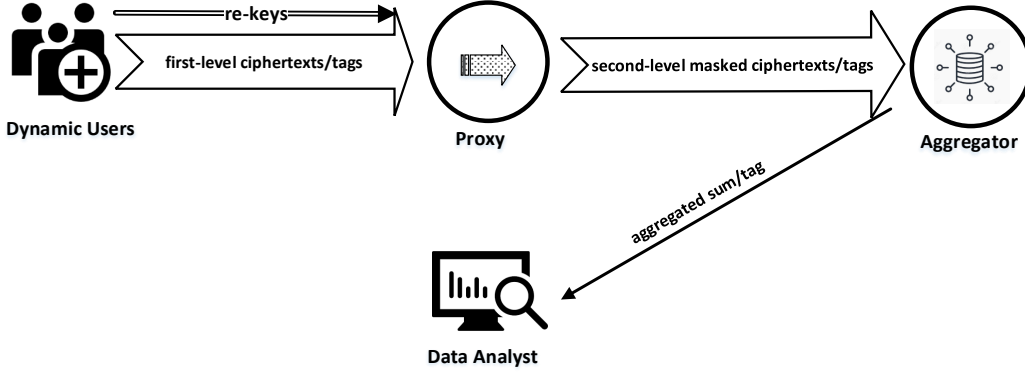 re-keys
first-level ciphertexts/tags
second-level masked ciphertexts/tags
Dynamic Users
Proxy
Aggregator
aggregated sum/tag
Data Analyst